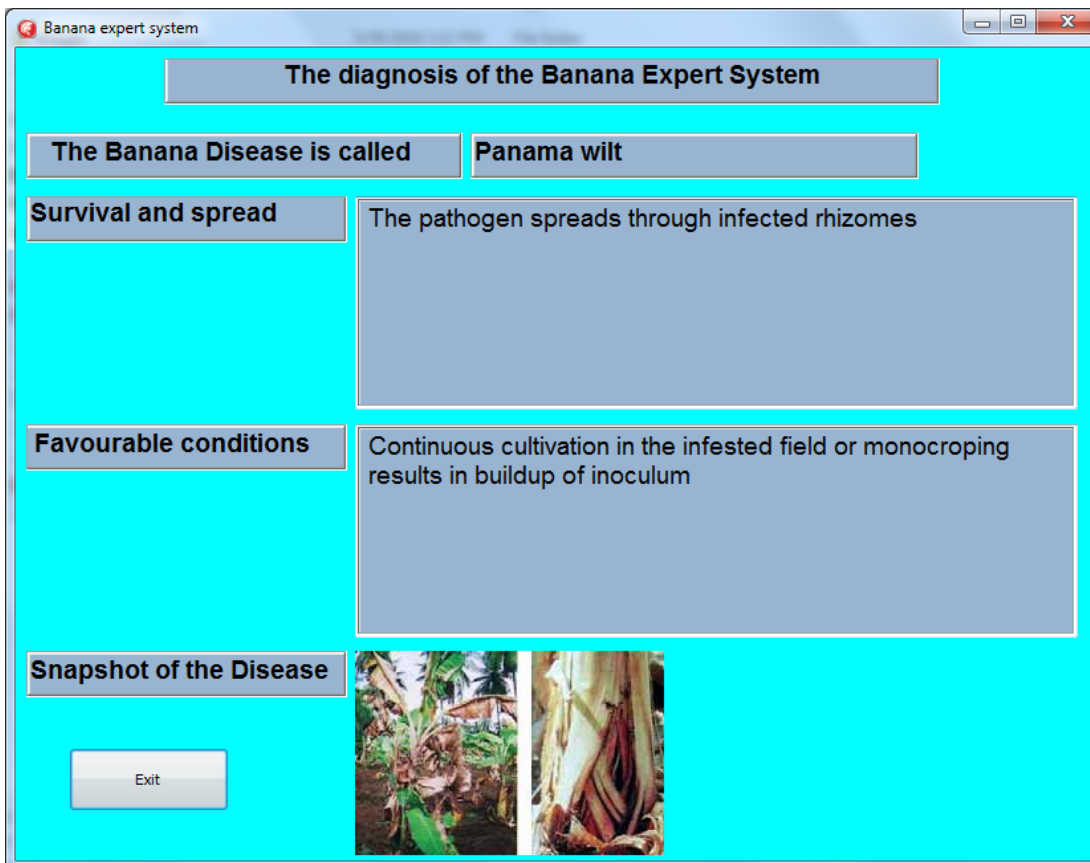 Banana expert system
The diagnosis of the Banana Expert System
The Banana Disease is called
Panama wilt
Survival and spread
The pathogen spreads through infected rhizomes
Favourable conditions
Continuous cultivation in the infested field or monocroping
results in buildup of inoculum
Snapshot of the Disease
Exit